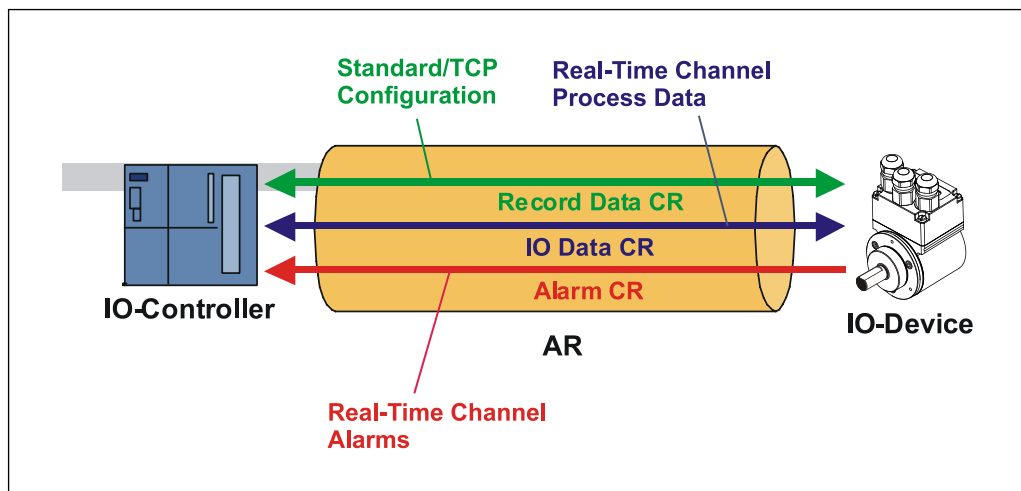 Standard/TCP
Configuration
Real-Time Channel
Process Data
Record Data CR
IO Data CR
Alarm CR
IO-Controller
IO-Device
AR
Real-Time Channel
Alarms